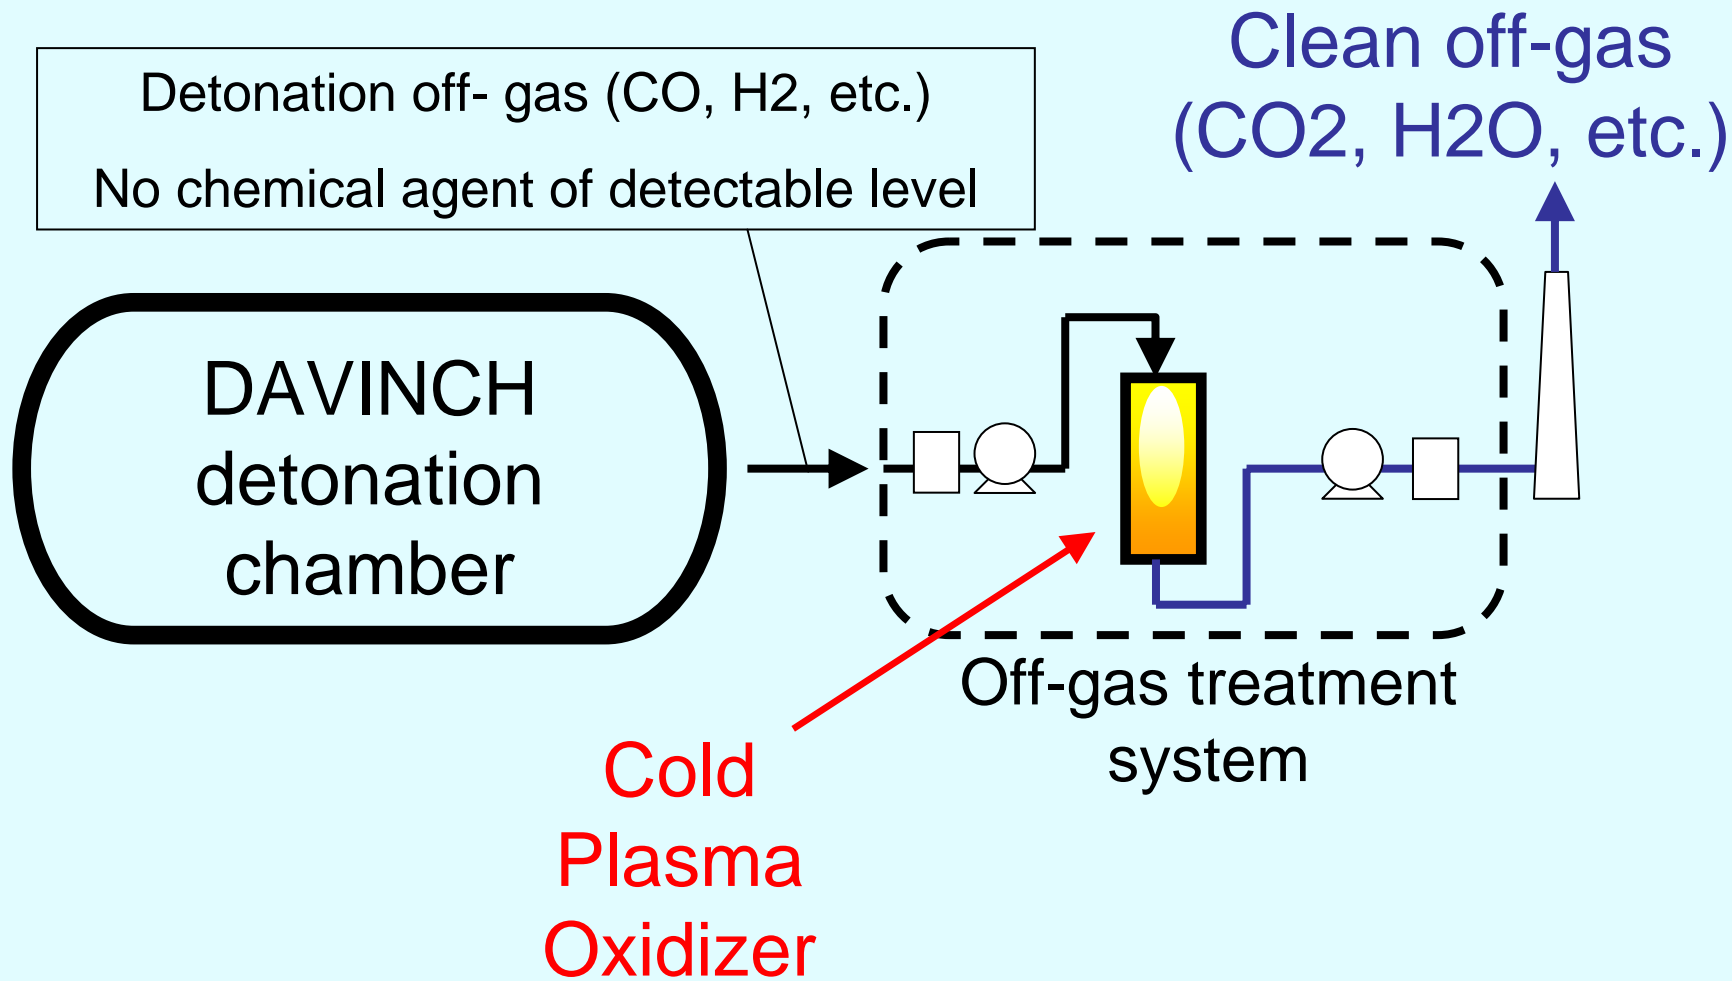 Clean off-gas
(CO2, H2O, etc.)
Detonation off- gas (CO, H2, etc.)
No chemical agent of detectable level
DAVINCH
detonation
chamber
Off-gas treatment
system
Cold
Plasma
Oxidizer